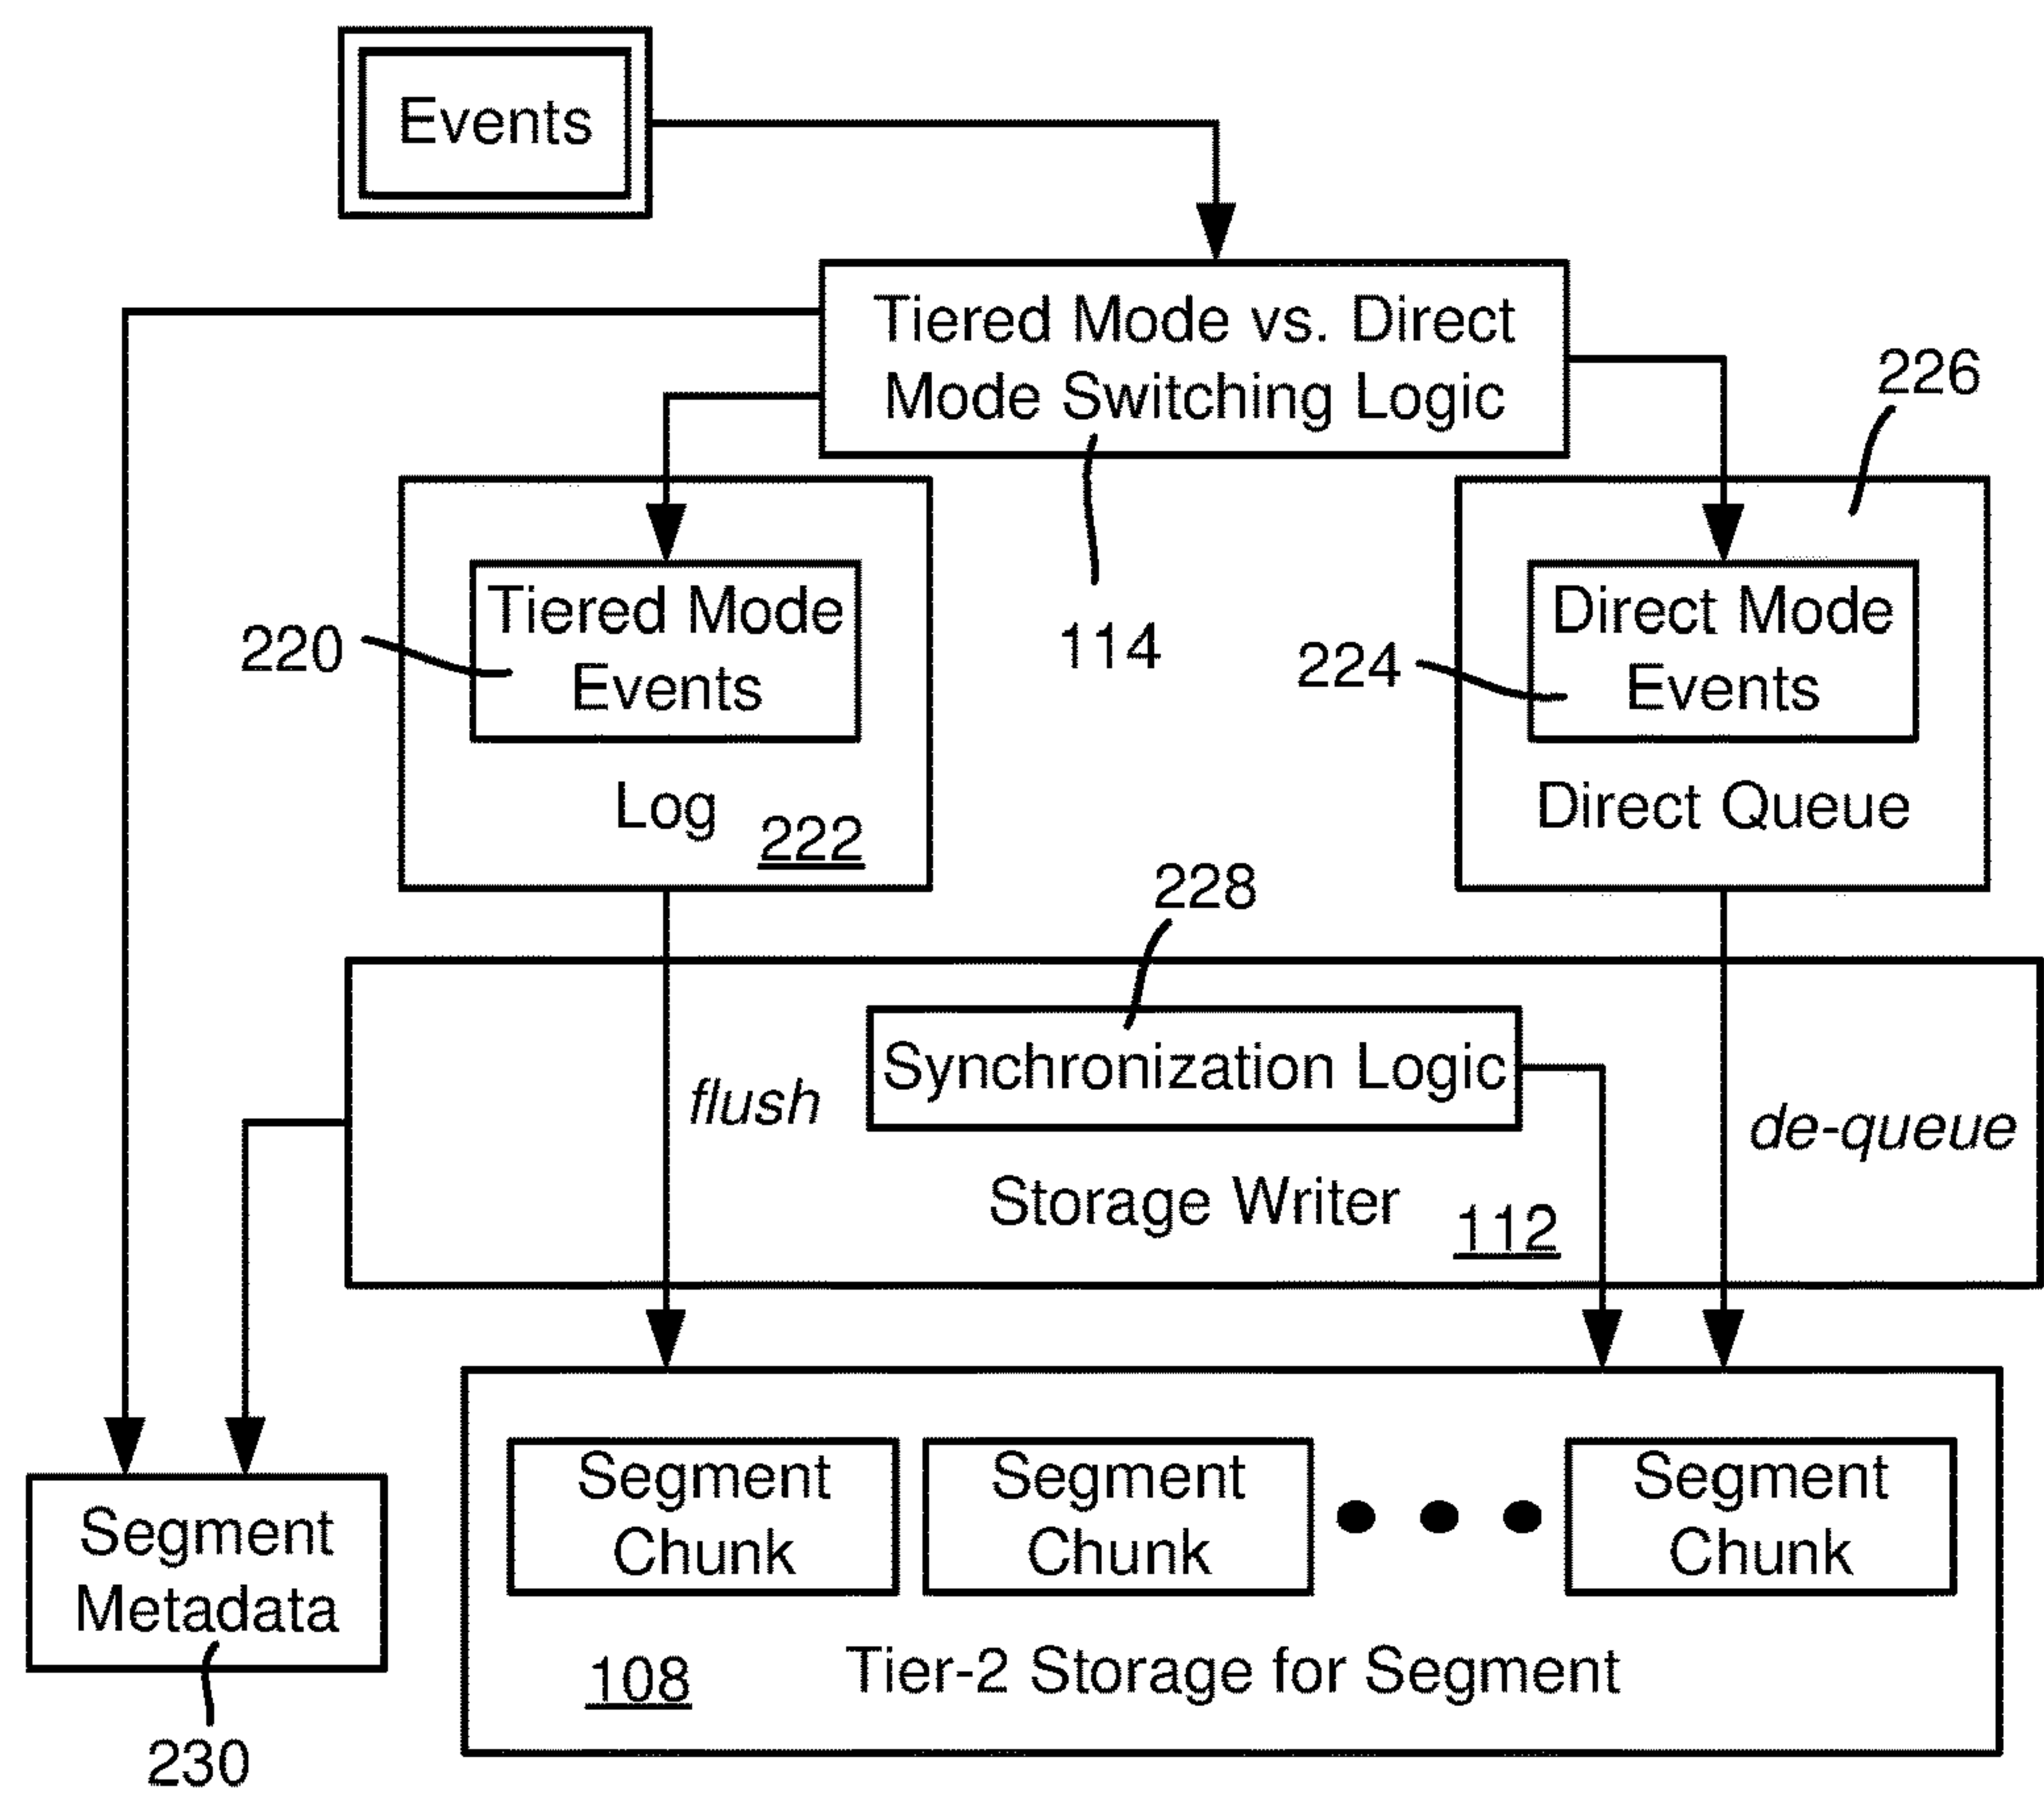 Events
Tiered Mode vs. Direct
Mode Switching Logic
226
Tiered Mode
Events
220
114
Direct Mode
Events
224
Log
222
Direct Queue
228
Synchronization Logic
flush
de-queue
Storage Writer
112
Segment
Chunk
Segment
Chunk
Segment
Chunk
Segment
Metadata
108
Tier-2 Storage for Segment
230